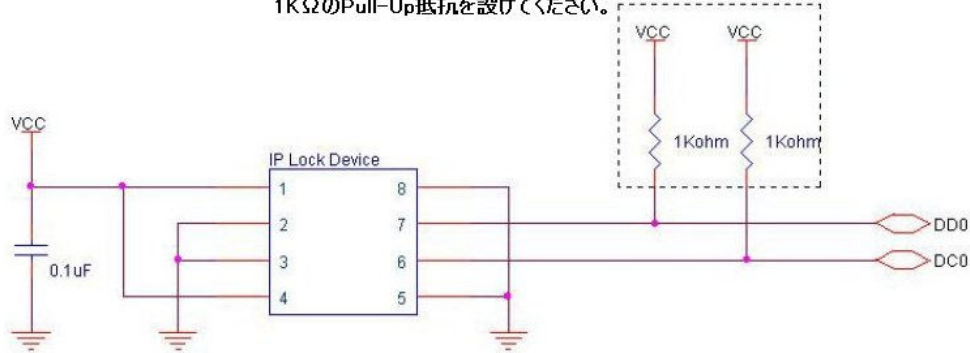 1KΩのPull-Up抵抗を設けてください。
VCC
VCC
1Kohm
1Kohm
VCC
0.1uF
IP Lock Device
1
8
2
7
3
6
4
5
DD0
DC0